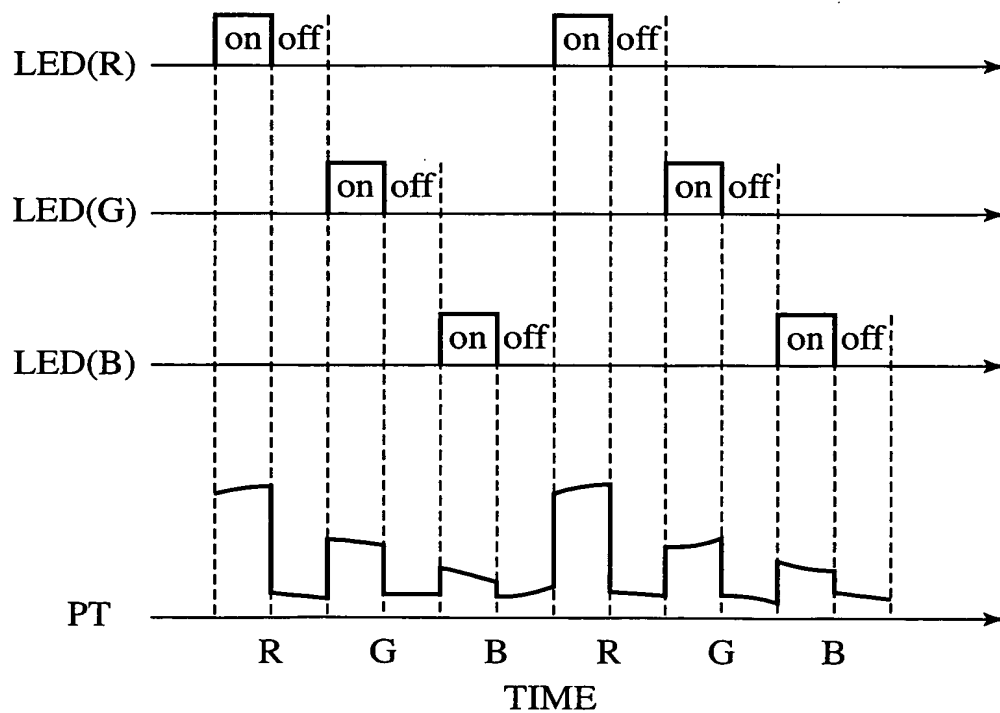 on off on off
LED(R)
on off on off
LED(G)
on off on off
LED(B)
PT
R G B R G B
TIME